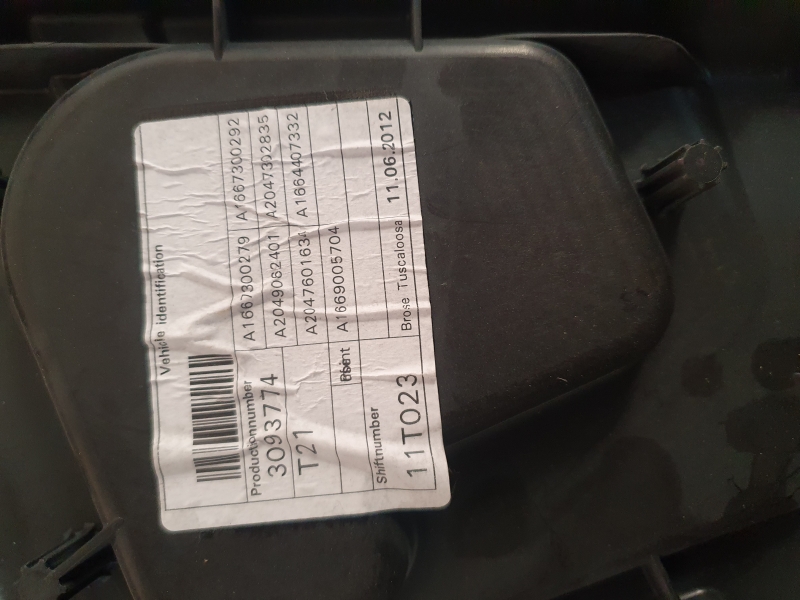 Vehicle identification
Productionnumber
3093774
T21
A1667300279 A1667300292
A2049062401 A2047302835
A2047601634 A1664407332
A1669005704
Shiftnumber
11T023
Brose Tuscaloosa 11.06.2012